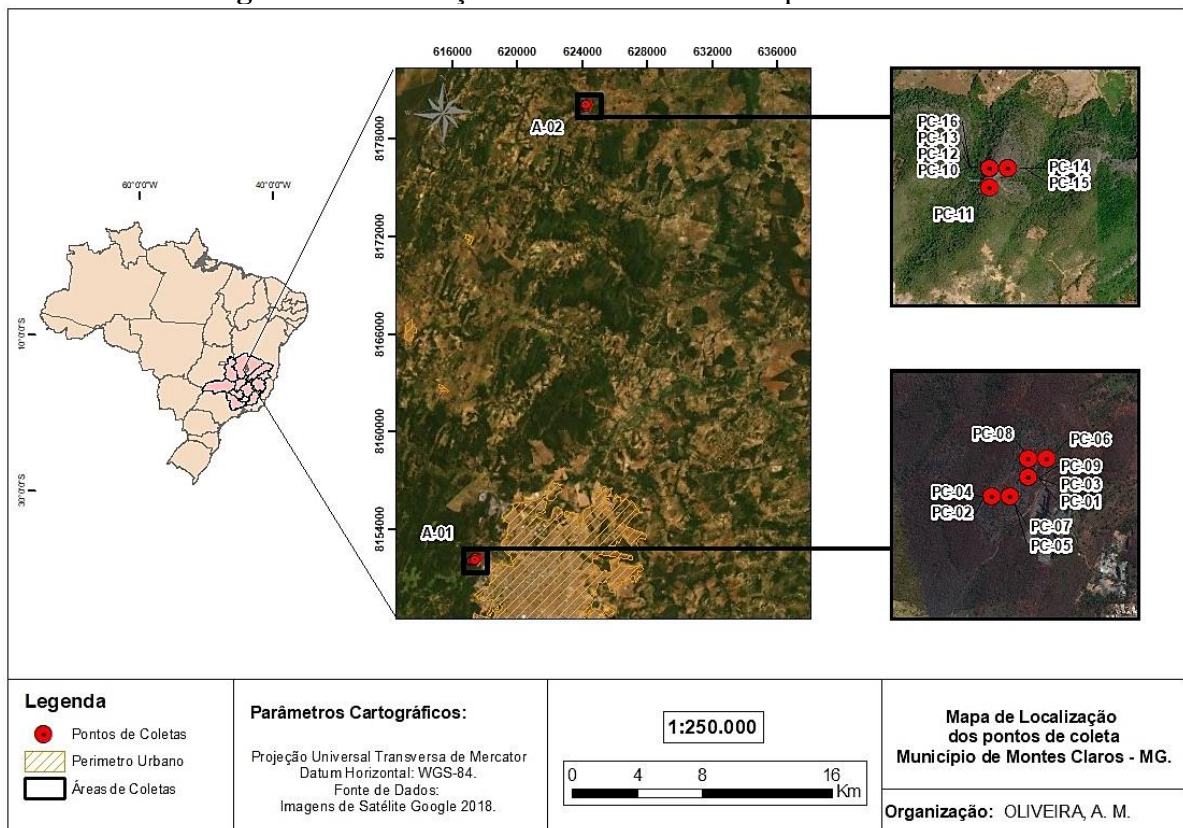 616000 620000 624000 628000 632000 636000
8178000
8172000
8166000
8160000
8154000
A-02
A-01
60°0'0"W 40°0'0"W
10°0'0"S
30°0'0"S
PC-16
PC-13
PC-12
PC-10
PC-14
PC-15
PC-11
PC-08
PC-06
PC-09
PC-03
PC-01
PC-04
PC-02
PC-07
PC-05
Legenda
Pontos de Coletas
Perimetro Urbano
Áreas de Coletas
Parâmetros Cartográficos:
Projeção Universal Transversa de Mercator
Datum Horizontal: WGS-84.
Fonte de Dados:
Imagens de Satélite Google 2018.
1:250.000
0 4 8 16
Km
Mapa de Localização
dos pontos de coleta
Município de Montes Claros - MG.
Organização: OLIVEIRA, A. M.